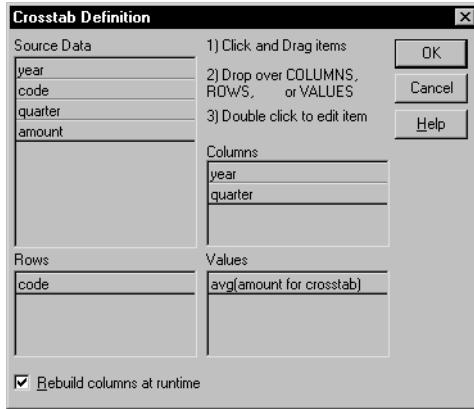 Crosstab Definition
Source Data
year
code
quarter
amount
1) Click and Drag items
2) Drop over COLUMNS,
ROWS, or VALUES
3) Double click to edit item
OK
Cancel
Help
Columns
year
quarter
Rows
code
Values
avg(amount for crosstab)
Rebuild columns at runtime